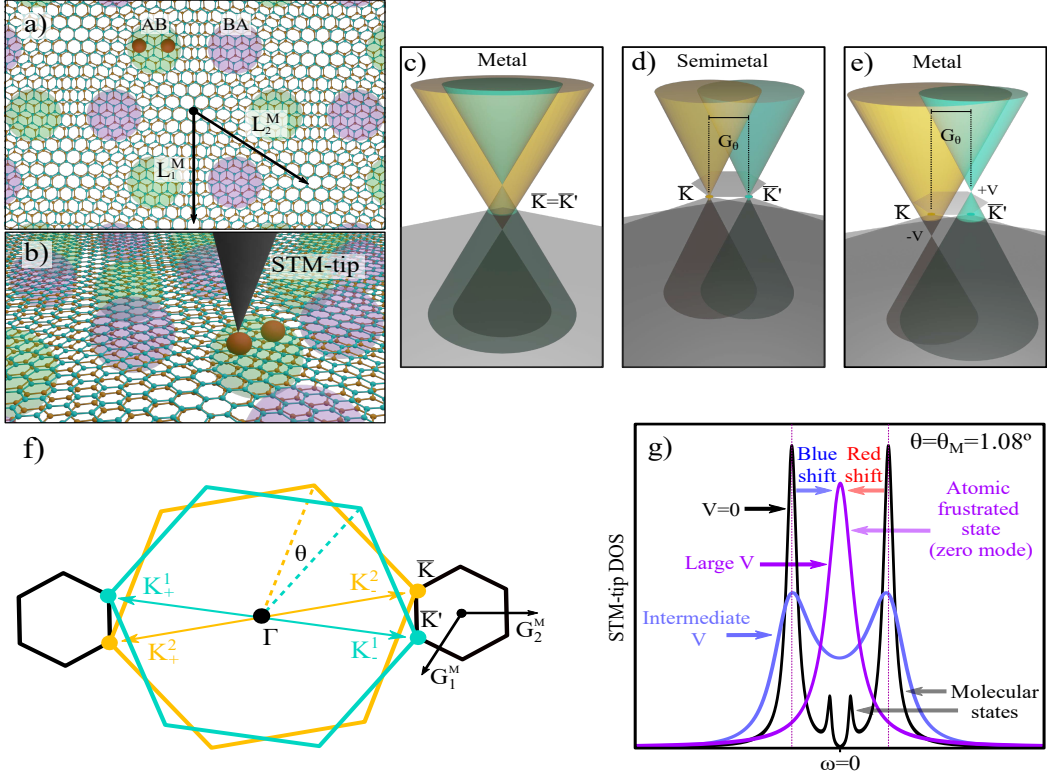 a)
AB
BA
L₂ᴹ
L₁ᴹ
b)
STM-tip
c)
Metal
K̅=K̅'
d)
Semimetal
G_θ
K̅
K̅'
e)
Metal
G_θ
+V
K̅
K̅'
-V
f)
θ
K₊¹
K₋²
K̅
Γ
K̅'
K₊²
K₋¹
G₂ᴹ
G₁ᴹ
g)
θ=θ_M=1.08º
Blue
shift
Red
shift
V=0
Atomic
frustrated
state
(zero mode)
Large V
Intermediate
V
Molecular
states
STM-tip DOS
ω=0